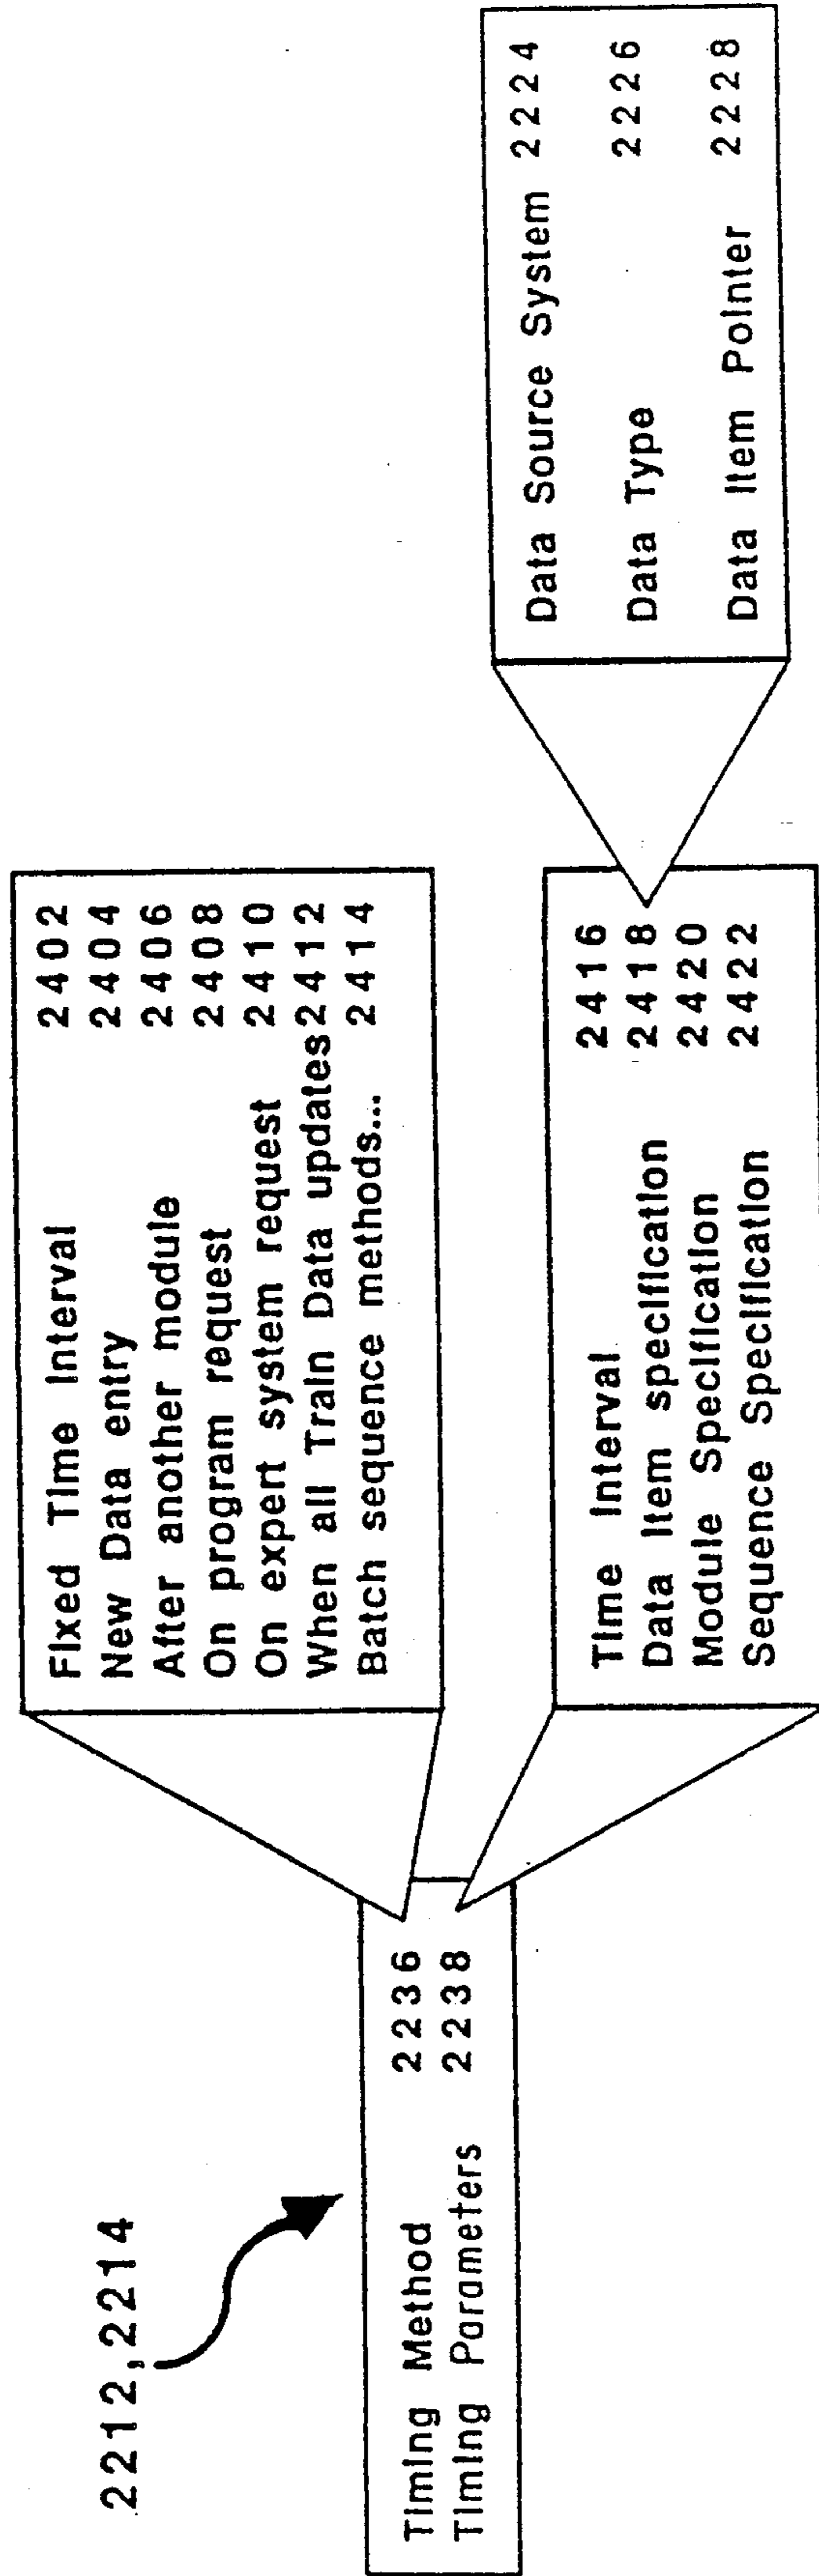 2212,2214
Timing Method 2236
Timing Parameters 2238
Fixed Time Interval 2402
New Data entry 2404
After another module 2406
On program request 2408
On expert system request 2410
When all Train Data updates 2412
Batch sequence methods... 2414
Time Interval 2416
Data Item specification 2418
Module Specification 2420
Sequence Specification 2422
Data Source System 2224
Data Type 2226
Data Item Pointer 2228